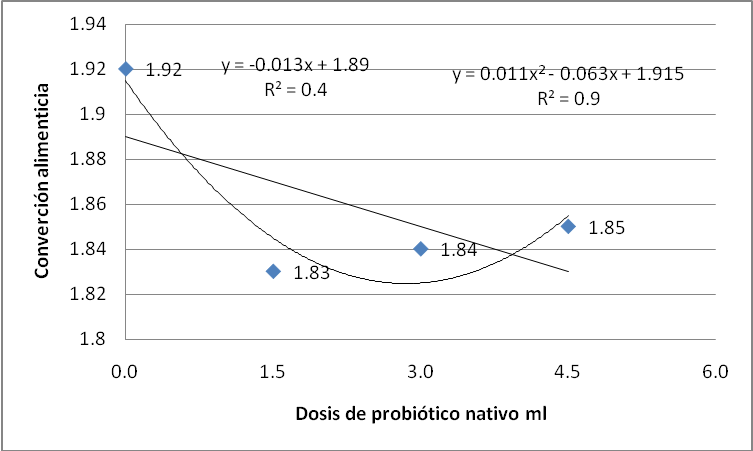 1.94
1.92
1.9
1.88
1.86
1.84
1.82
1.8
Converción alimenticia
1.92
y = -0.013x + 1.89
R² = 0.4
y = 0.011x² - 0.063x + 1.915
R² = 0.9
1.83
1.84
1.85
0.0
1.5
3.0
4.5
6.0
Dosis de probiótico nativo ml